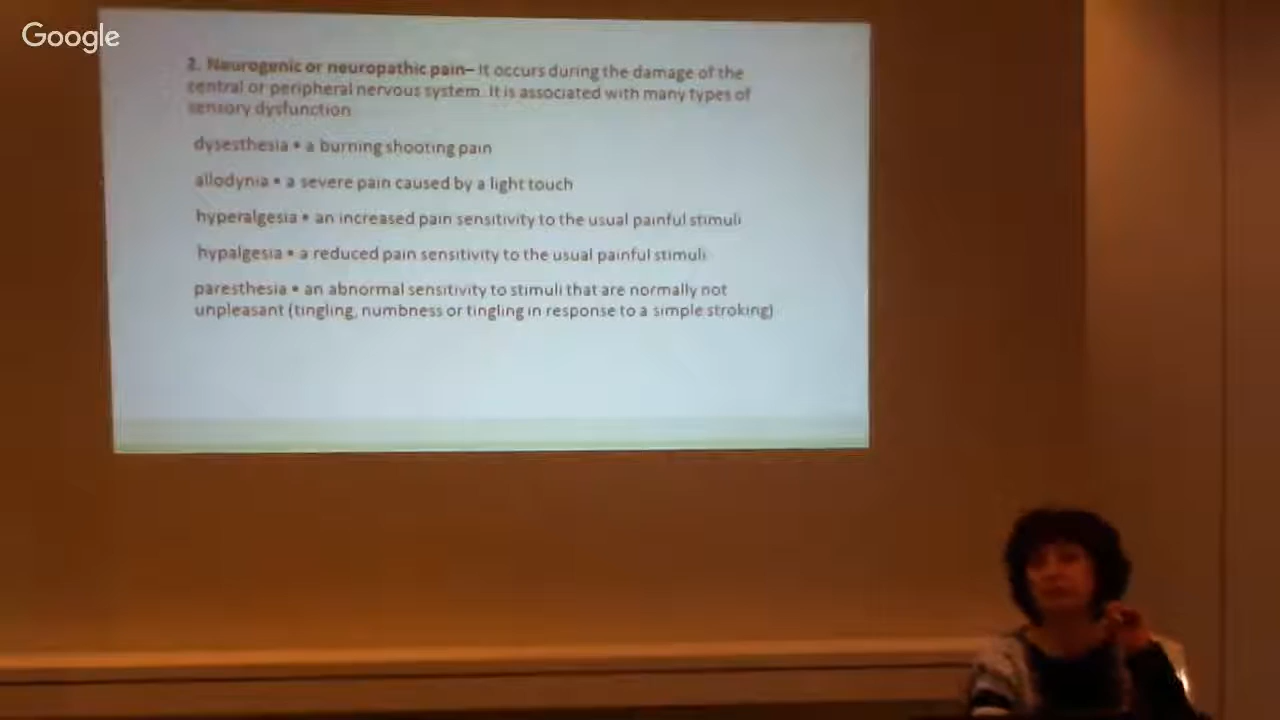 Google
2. Neurogenic or neuropathic pain– It occurs during the damage of the
central or peripheral nervous system. It is associated with many types of
sensory dysfunction
dysesthesia • a burning shooting pain
allodynia • a severe pain caused by a light touch
hyperalgesia • an increased pain sensitivity to the usual painful stimuli
hypalgesia • a reduced pain sensitivity to the usual painful stimuli
paresthesia • an abnormal sensitivity to stimuli that are normally not
unpleasant (tingling, numbness or tingling in response to a simple stroking)